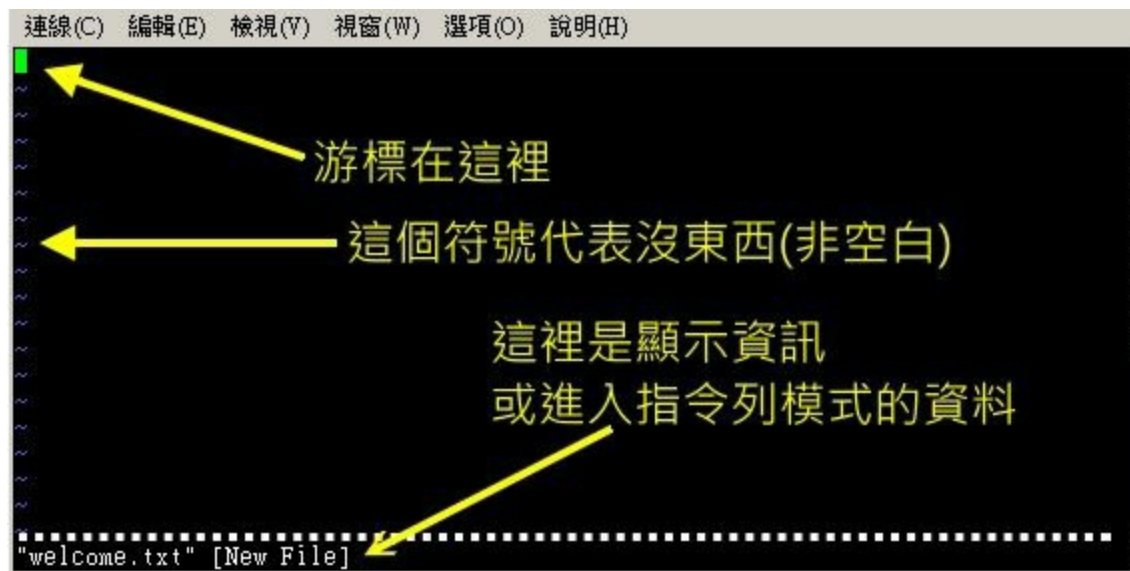 連線(C) 編輯(E) 檢視(V) 視窗(W) 選項(O) 說明(H)
~
~
游標在這裡
~
~
~
~
這個符號代表沒東西(非空白)
~
~
~
這裡是顯示資訊
~
~
或進入指令列模式的資料
~
~
~
~
~
~
"welcome.txt" [New File]